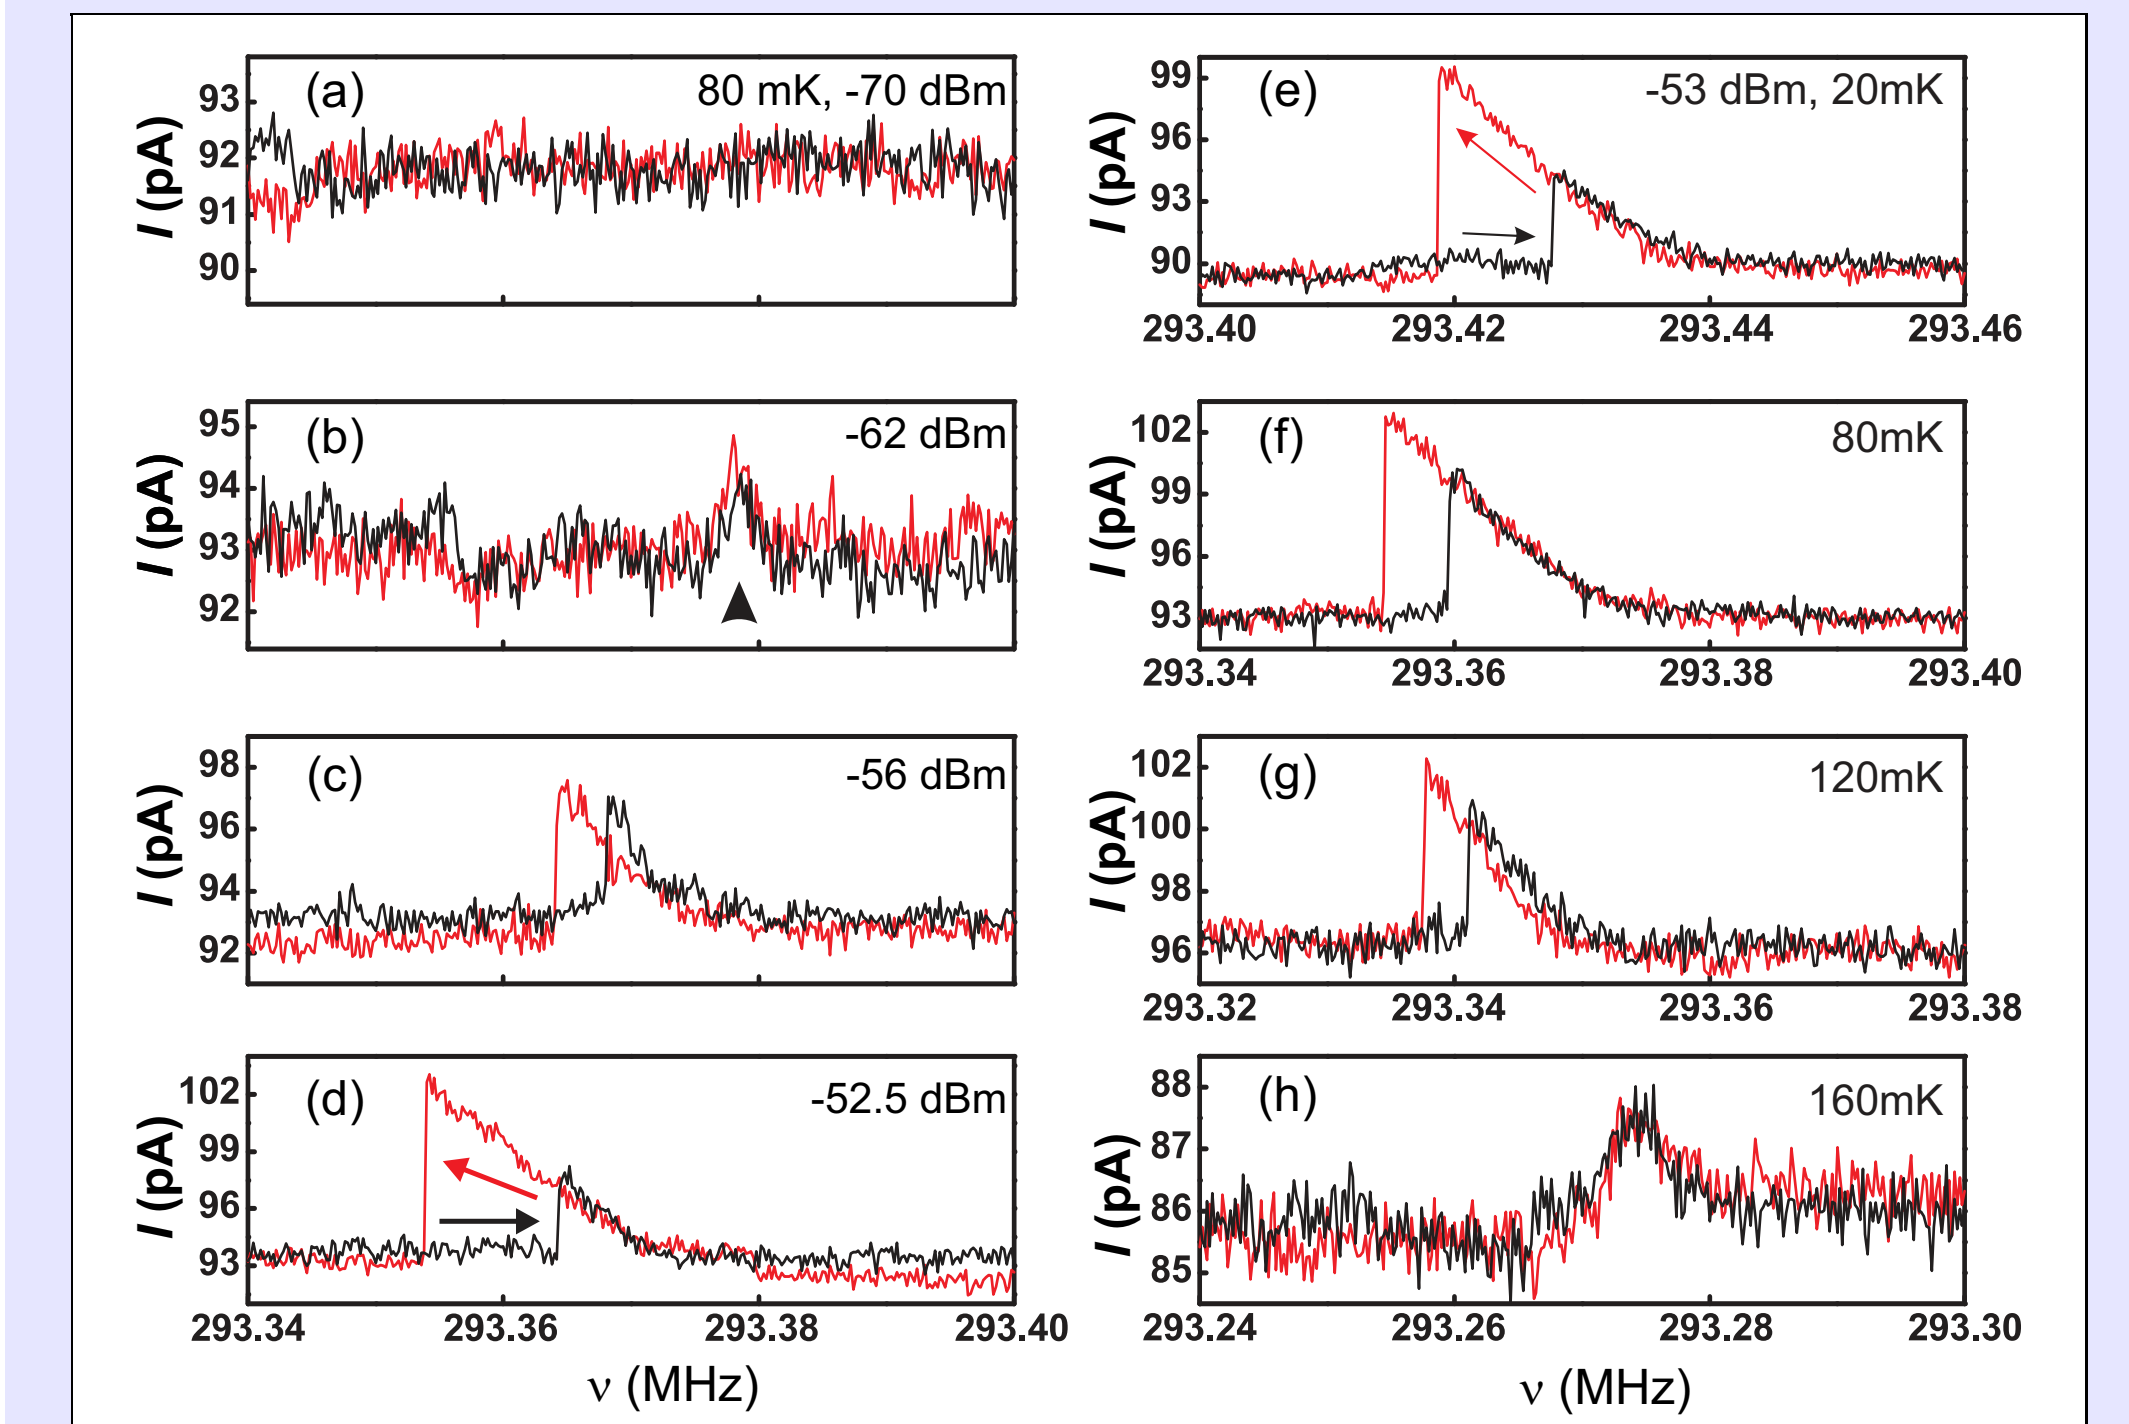 (a)
80 mK, -70 dBm
I (pA)
93
92
91
90
(b)
-62 dBm
I (pA)
95
94
93
92
(c)
-56 dBm
I (pA)
98
96
94
92
(d)
-52.5 dBm
I (pA)
102
99
96
93
293.34 293.36 293.38 293.40
ν (MHz)
(e)
-53 dBm, 20mK
I (pA)
99
96
93
90
293.40 293.42 293.44 293.46
(f)
80mK
I (pA)
102
99
96
93
293.34 293.36 293.38 293.40
(g)
120mK
I (pA)
102
100
98
96
293.32 293.34 293.36 293.38
(h)
160mK
I (pA)
88
87
86
85
293.24 293.26 293.28 293.30
ν (MHz)